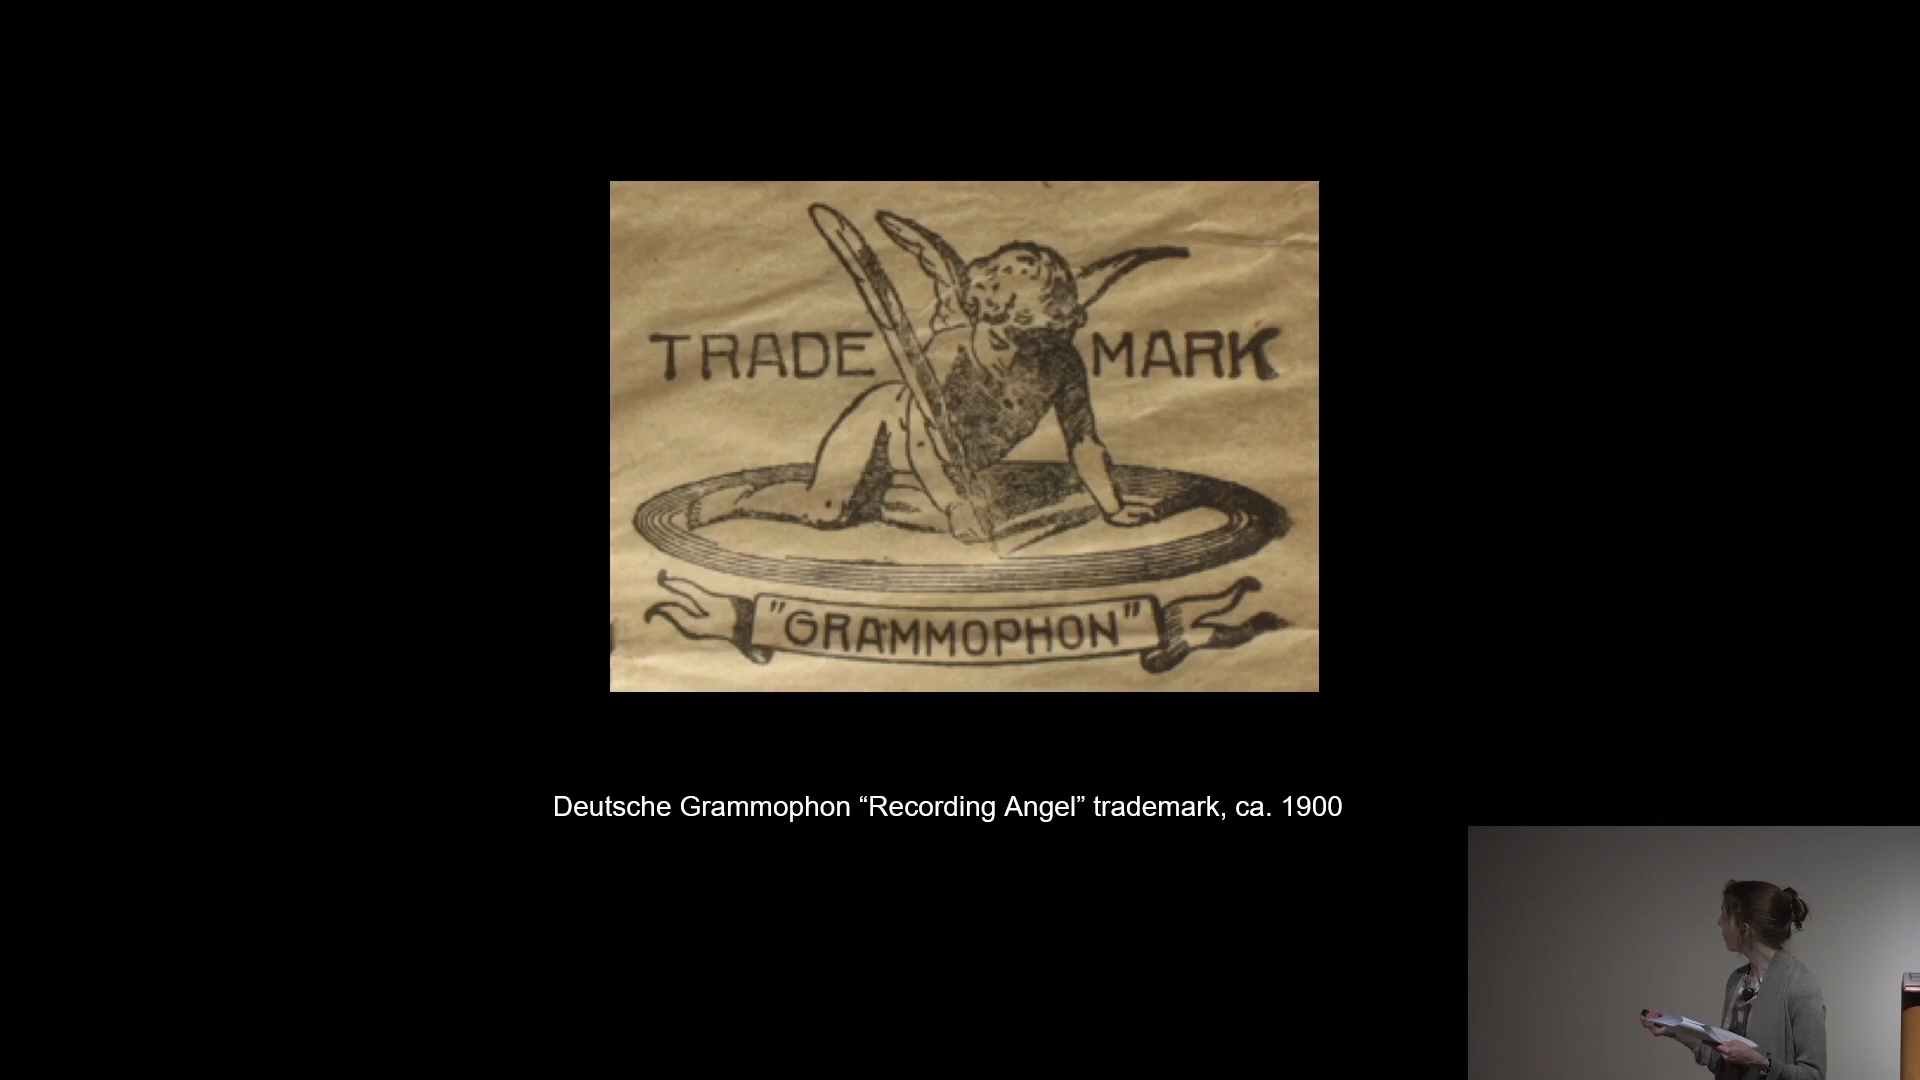 TRADE MARK
"GRAMMOPHON"
Deutsche Grammophon “Recording Angel” trademark, ca. 1900